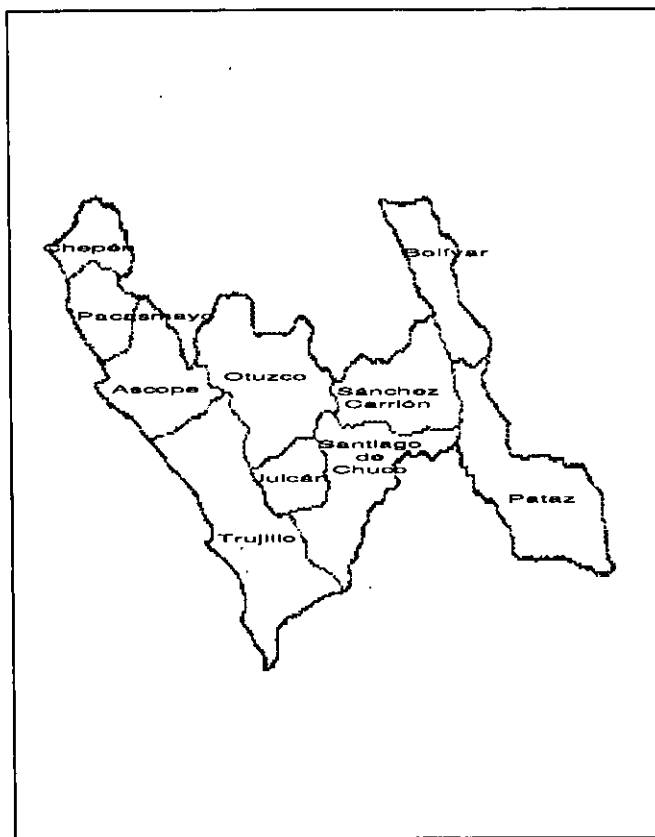 Chepén
Bolívar
Pacasmayo
Ascope
Otuzco
Sánchez
Carrión
Santiago
de
Chuco
Julcán
Pataz
Trujillo